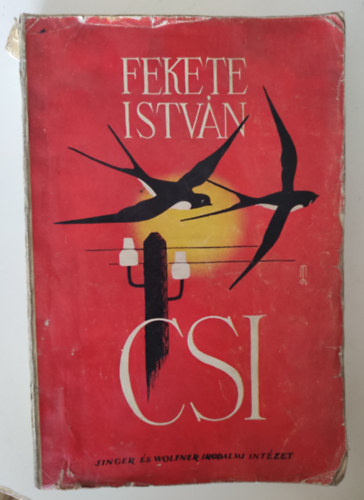 FEKETE
ISTVÁN
CSI
SINGER ÉS WOLFNER IRODALMI INTÉZET